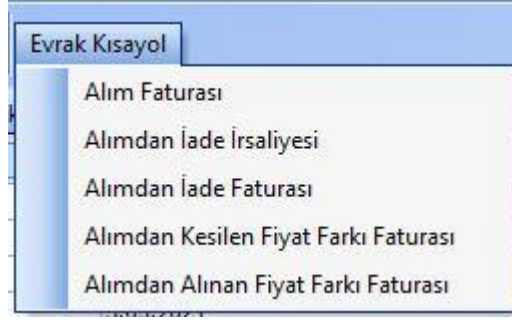 Evrak Kısayol
Alım Faturası
Alımdan İade İrsaliyesi
Alımdan İade Faturası
Alımdan Kesilen Fiyat Farkı Faturası
Alımdan Alınan Fiyat Farkı Faturası